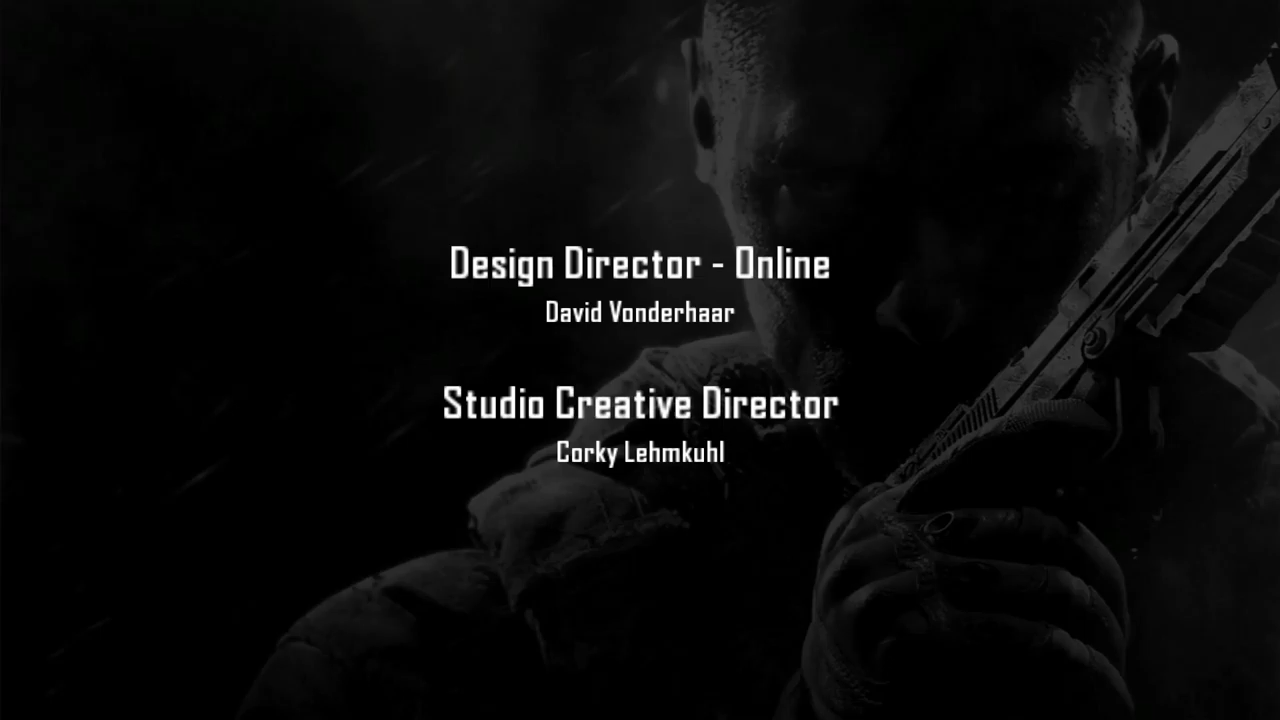 Design Director - Online
David Vonderhaar
Studio Creative Director
Corky Lehmkuhl